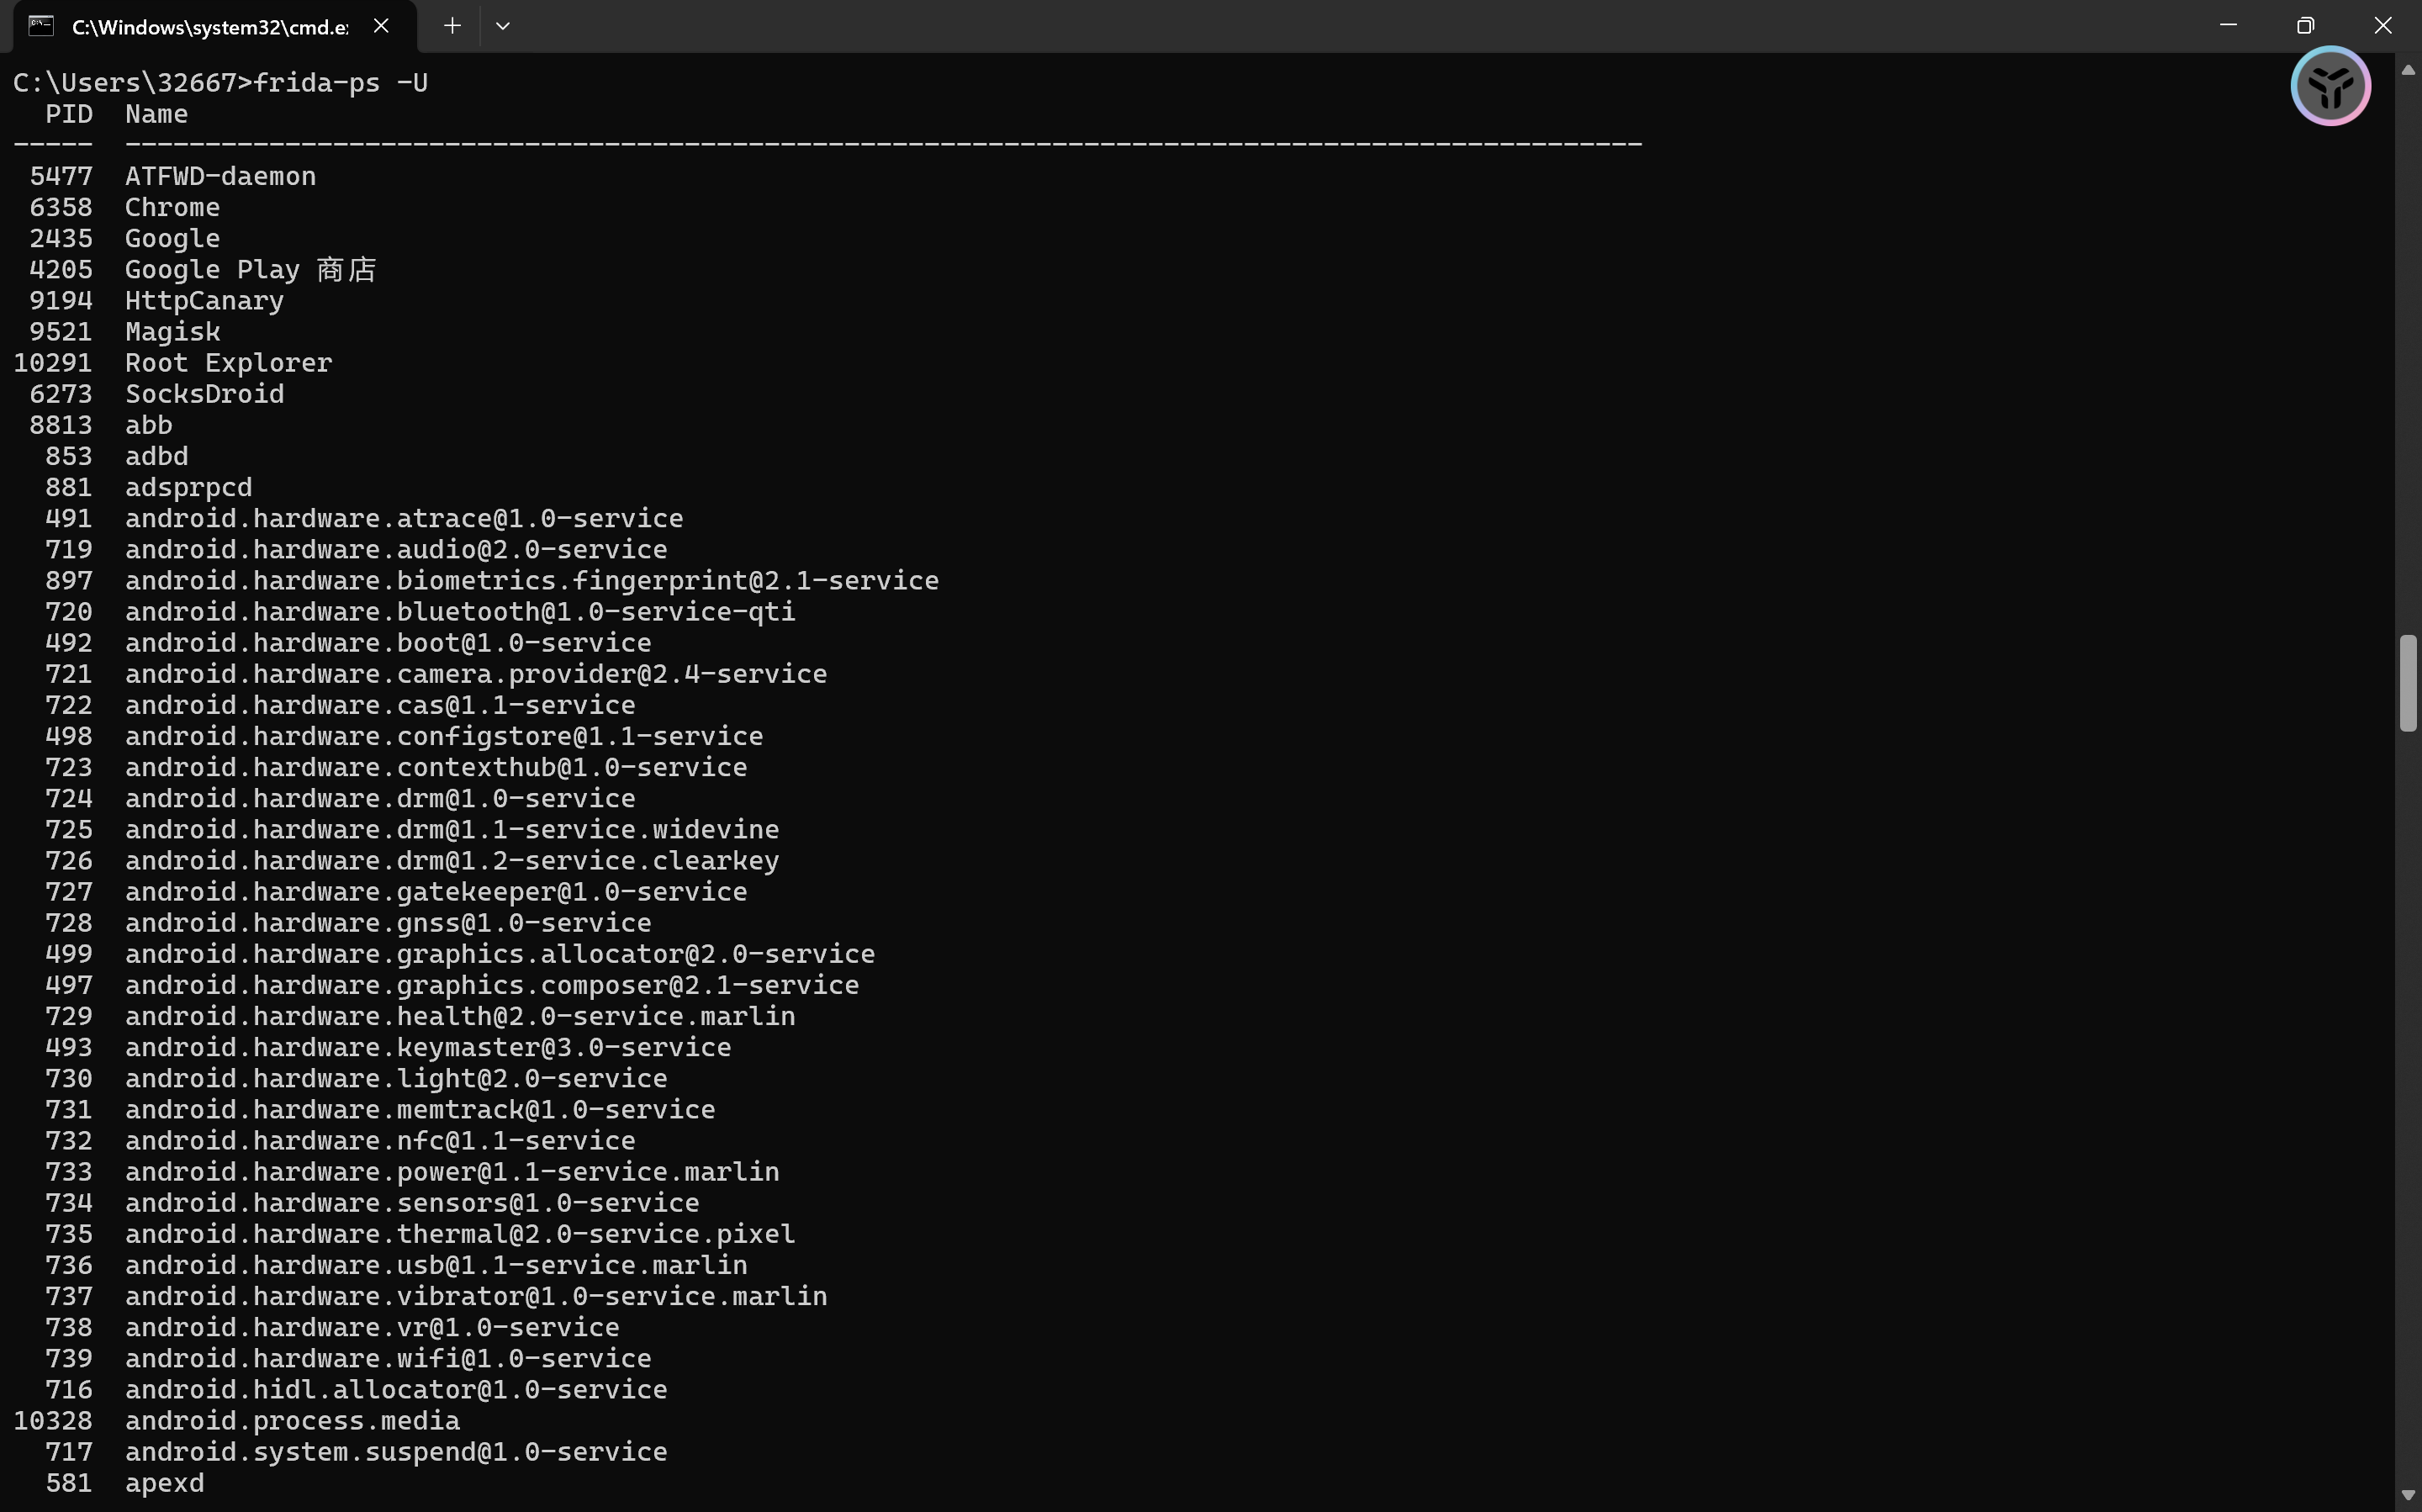 C:\Windows\system32\cmd.e
C:\Users\32667>frida-ps -U
  PID  Name
-----  -----------------------------------------------------------------------------------------------
 5477  ATFWD-daemon
 6358  Chrome
 2435  Google
 4205  Google Play 商店
 9194  HttpCanary
 9521  Magisk
10291  Root Explorer
 6273  SocksDroid
 8813  abb
  853  adbd
  881  adsprpcd
  491  android.hardware.atrace@1.0-service
  719  android.hardware.audio@2.0-service
  897  android.hardware.biometrics.fingerprint@2.1-service
  720  android.hardware.bluetooth@1.0-service-qti
  492  android.hardware.boot@1.0-service
  721  android.hardware.camera.provider@2.4-service
  722  android.hardware.cas@1.1-service
  498  android.hardware.configstore@1.1-service
  723  android.hardware.contexthub@1.0-service
  724  android.hardware.drm@1.0-service
  725  android.hardware.drm@1.1-service.widevine
  726  android.hardware.drm@1.2-service.clearkey
  727  android.hardware.gatekeeper@1.0-service
  728  android.hardware.gnss@1.0-service
  499  android.hardware.graphics.allocator@2.0-service
  497  android.hardware.graphics.composer@2.1-service
  729  android.hardware.health@2.0-service.marlin
  493  android.hardware.keymaster@3.0-service
  730  android.hardware.light@2.0-service
  731  android.hardware.memtrack@1.0-service
  732  android.hardware.nfc@1.1-service
  733  android.hardware.power@1.1-service.marlin
  734  android.hardware.sensors@1.0-service
  735  android.hardware.thermal@2.0-service.pixel
  736  android.hardware.usb@1.1-service.marlin
  737  android.hardware.vibrator@1.0-service.marlin
  738  android.hardware.vr@1.0-service
  739  android.hardware.wifi@1.0-service
  716  android.hidl.allocator@1.0-service
10328  android.process.media
  717  android.system.suspend@1.0-service
  581  apexd